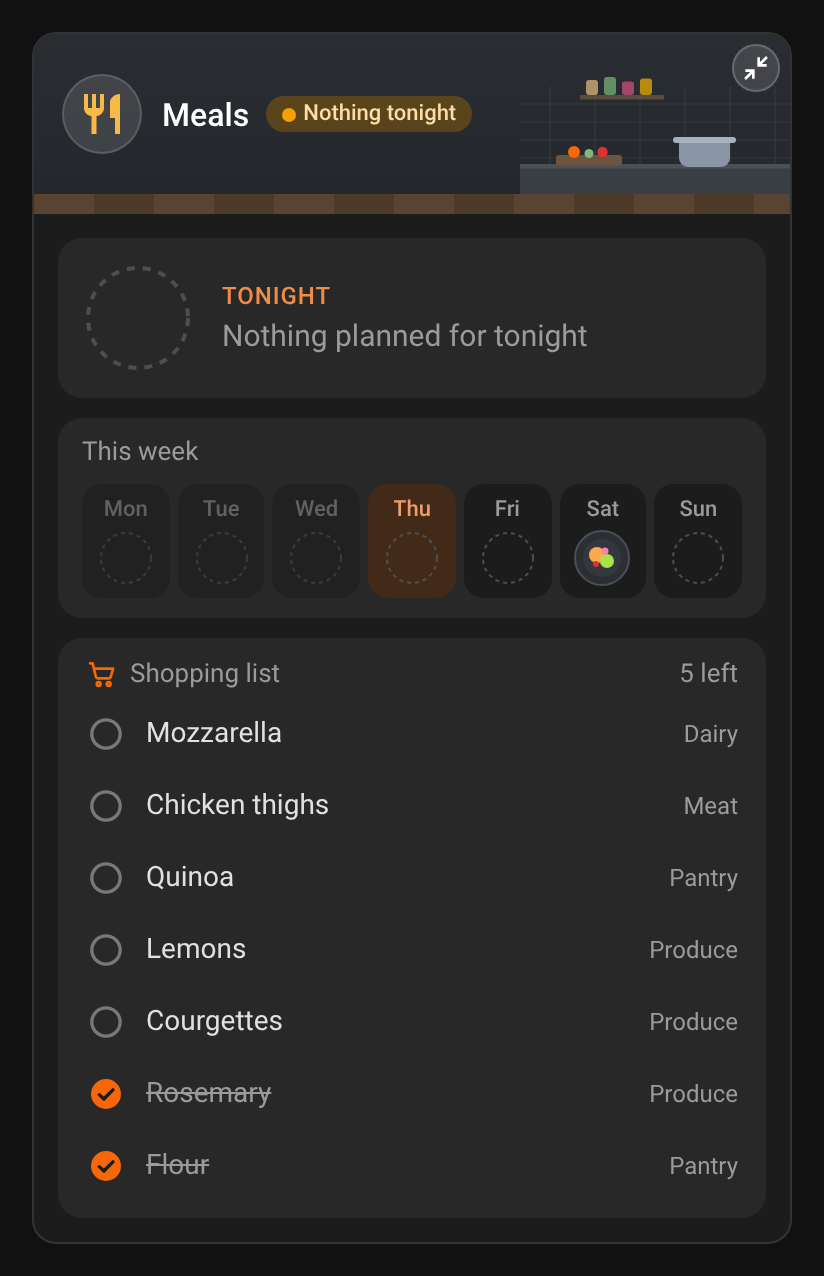 Meals
Nothing tonight
TONIGHT
Nothing planned for tonight
This week
Mon Tue Wed Thu Fri Sat Sun
Shopping list 5 left
Mozzarella Dairy
Chicken thighs Meat
Quinoa Pantry
Lemons Produce
Courgettes Produce
Rosemary Produce
Flour Pantry